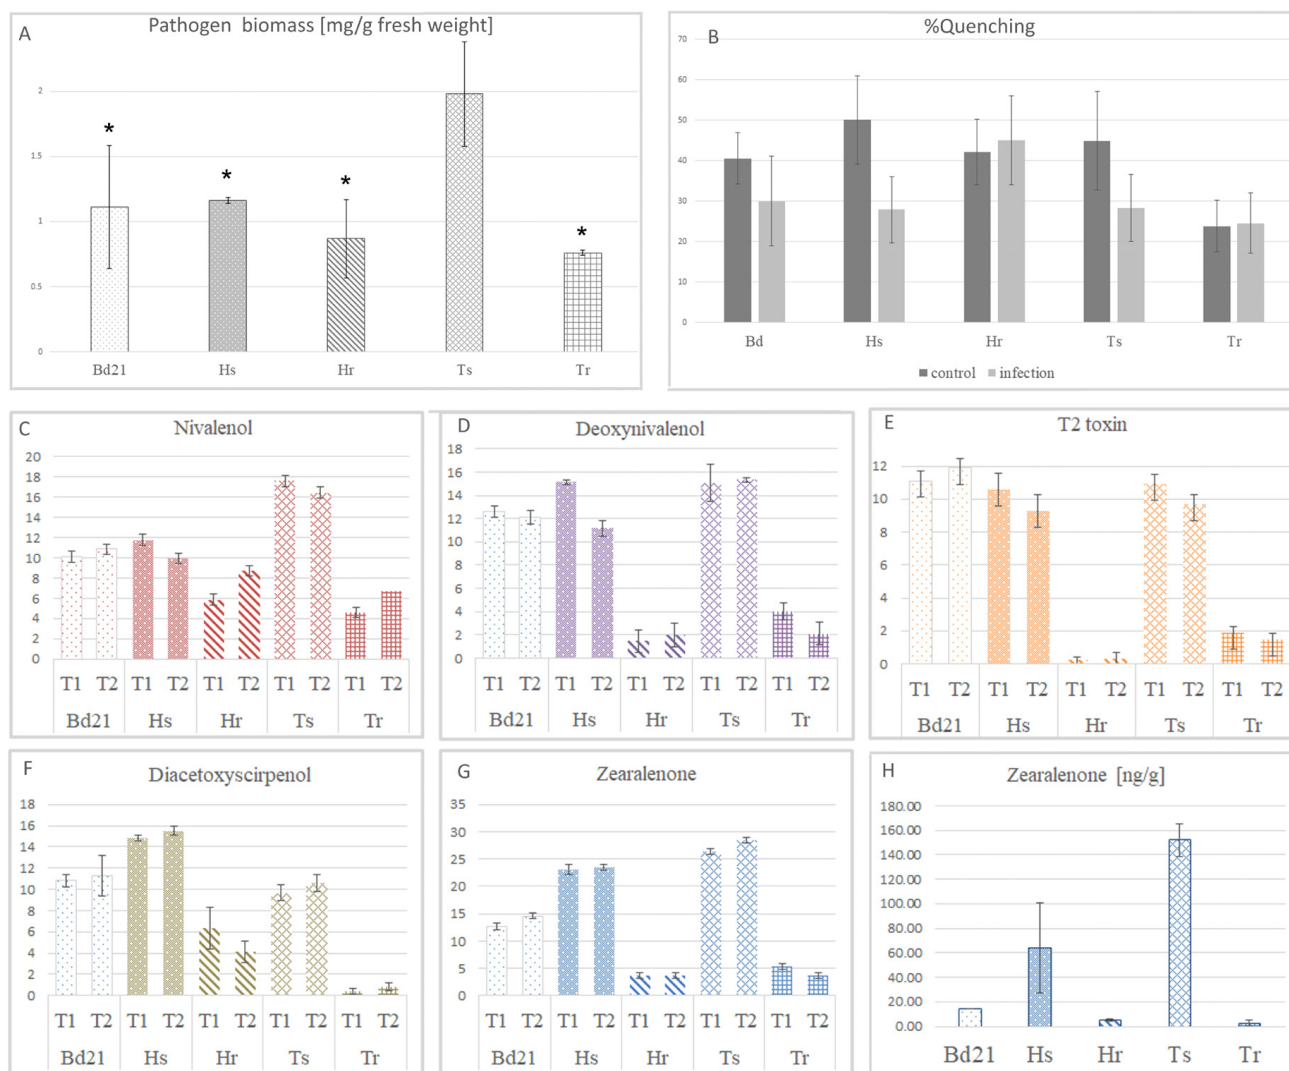 A
Pathogen biomass [mg/g fresh weight]
2
1.5
1
0.5
0
* * * *
Bd21 Hs Hr Ts Tr
B
%Quenching
70
60
50
40
30
20
10
0
Bd Hs Hr Ts Tr
control infection
C
Nivalenol
20
18
16
14
12
10
8
6
4
2
0
T1 T2 T1 T2 T1 T2 T1 T2 T1 T2
Bd21 Hs Hr Ts Tr
D
Deoxynivalenol
18
16
14
12
10
8
6
4
2
0
T1 T2 T1 T2 T1 T2 T1 T2 T1 T2
Bd21 Hs Hr Ts Tr
E
T2 toxin
12
10
8
6
4
2
0
T1 T2 T1 T2 T1 T2 T1 T2 T1 T2
Bd21 Hs Hr Ts Tr
F
Diacetoxyscirpenol
18
16
14
12
10
8
6
4
2
0
T1 T2 T1 T2 T1 T2 T1 T2 T1 T2
Bd21 Hs Hr Ts Tr
G
Zearalenone
35
30
25
20
15
10
5
0
T1 T2 T1 T2 T1 T2 T1 T2 T1 T2
Bd21 Hs Hr Ts Tr
H
Zearalenone [ng/g]
180.00
160.00
140.00
120.00
100.00
80.00
60.00
40.00
20.00
0.00
Bd21 Hs Hr Ts Tr